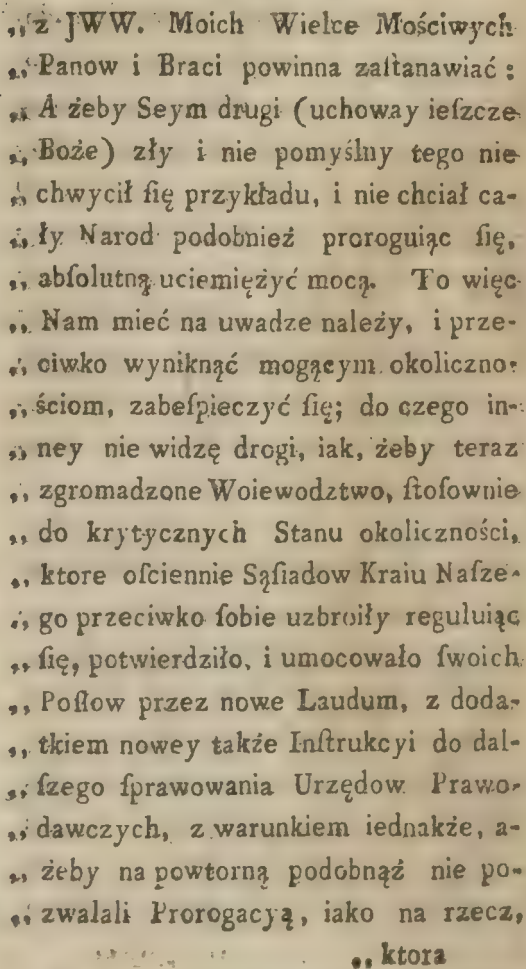 „ z JWW. Moich Wielce Mościwych
„ Panow i Braci powinna zaſtanawiać :
„ A żeby Seym drugi (uchoway ieſzcze
„ Boże) zły i nie pomyślny tego nie
„ chwycił ſię przykładu, i nie chciał ca-
„ ły Narod podobnież proroguiąc ſię,
„ abſolutną uciemiężyć mocą. To więc
„ Nam mieć na uwadze należy, i prze-
„ ciwko wyniknąć mogącym okoliczno-
„ ściom, zabeſpieczyć ſię; do czego in-
„ ney nie widzę drogi, iak, żeby teraz
„ zgromadzone Woiewodztwo, ſtoſownie
„ do krytycznych Stanu okoliczności,
„ ktore oſciennie Sąſiadow Kraiu Naſze-
„ go przeciwko ſobie uzbroiły reguluiąc
„ ſię, potwierdziło, i umocowało ſwoich
„ Poſłow przez nowe Laudum, z doda-
„ tkiem nowey także Inſtrukcyi do dal-
„ ſzego ſprawowania Urzędow Prawo-
„ dawczych, z warunkiem iednakże, a-
„ żeby na powtorną podobnąż nie po-
„ zwalali Prorogacyą, iako na rzecz,
„ ktora